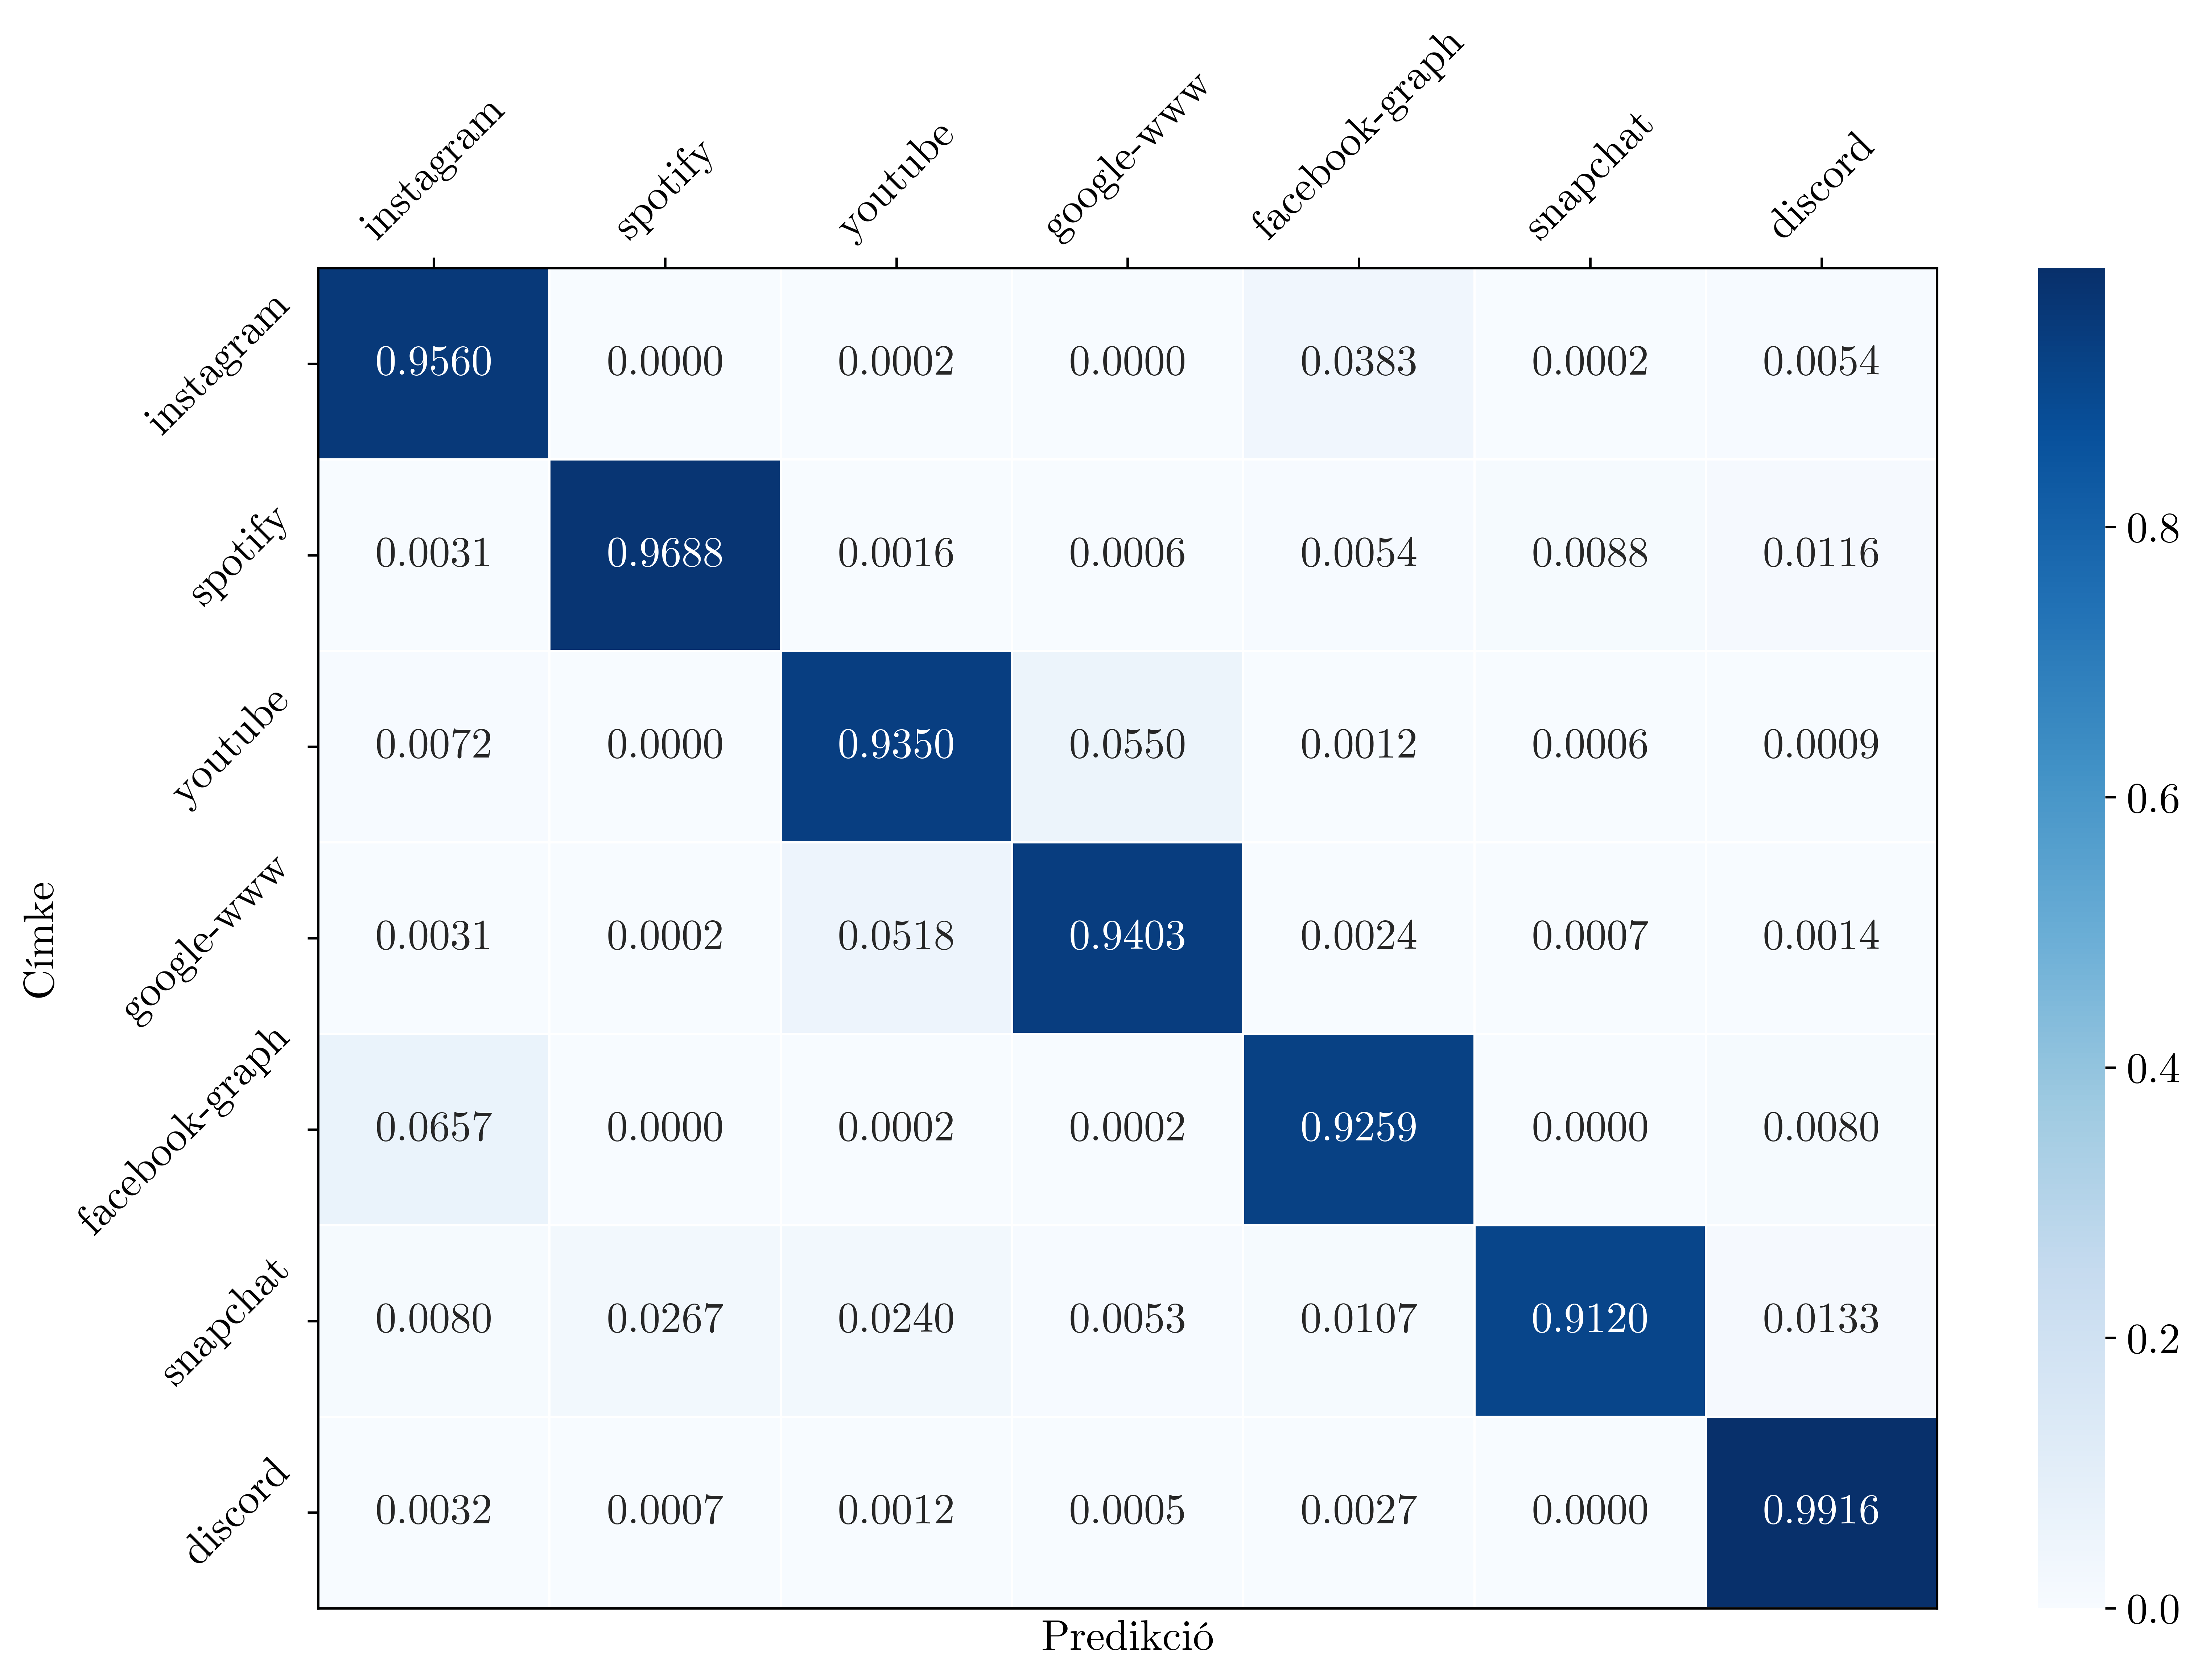 instagram spotify youtube google-www facebook-graph snapchat discord
instagram 0.9560 0.0000 0.0002 0.0000 0.0383 0.0002 0.0054
spotify 0.0031 0.9688 0.0016 0.0006 0.0054 0.0088 0.0116
youtube 0.0072 0.0000 0.9350 0.0550 0.0012 0.0006 0.0009
google-www 0.0031 0.0002 0.0518 0.9403 0.0024 0.0007 0.0014
facebook-graph 0.0657 0.0000 0.0002 0.0002 0.9259 0.0000 0.0080
snapchat 0.0080 0.0267 0.0240 0.0053 0.0107 0.9120 0.0133
discord 0.0032 0.0007 0.0012 0.0005 0.0027 0.0000 0.9916
Címke
Predikció
0.8
0.6
0.4
0.2
0.0